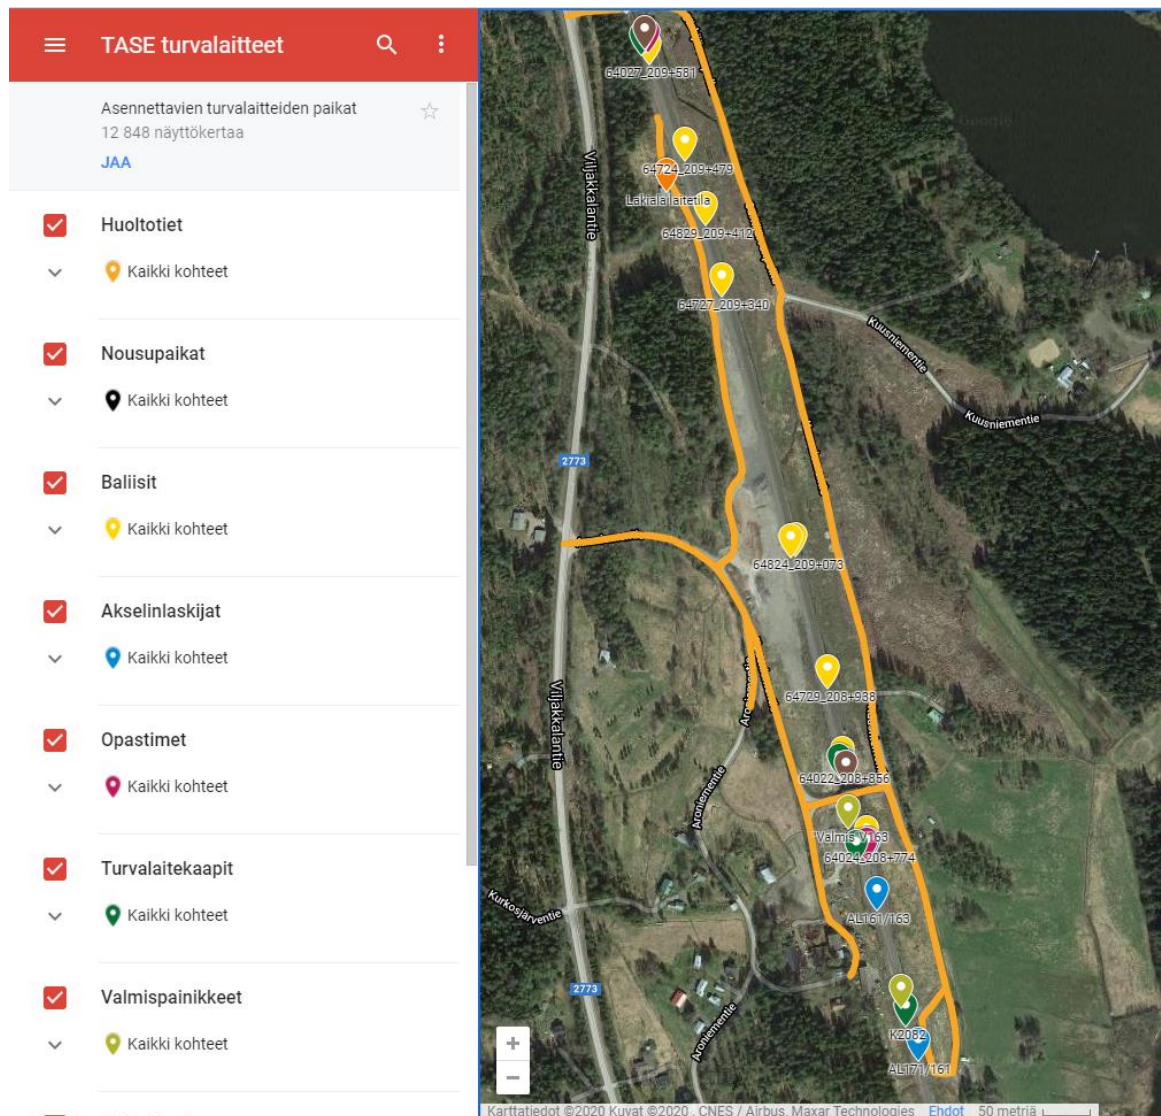 TASE turvalaitteet
Asennettavien turvalaitteiden paikat
12 848 näyttökertaa
JAA
Huoltotiet
Kaikki kohteet
Nousupaikat
Kaikki kohteet
Baliisit
Kaikki kohteet
Akselinlaskijat
Kaikki kohteet
Opastimet
Kaikki kohteet
Turvalaitekaapit
Kaikki kohteet
Valmispainikkeet
Kaikki kohteet
64027_209+581
Google
64724_209+479
Viljakkalantie
Lakiala laitetila
64829_209+412
64727_209+340
Kuusniementie
Kuusniementie
2773
64824_209+073
Viljakkalantie
64729_208+938
64022_208+856
Aroniementie
"Valmis"V163
64024_208+774
Kurkosjärventie
AL161/163
2773
K2082
Aroniementie
AL171/161
+
−
Karttatiedot ©2020 Kuvat ©2020 , CNES / Airbus, Maxar Technologies Ehdot 50 metriä